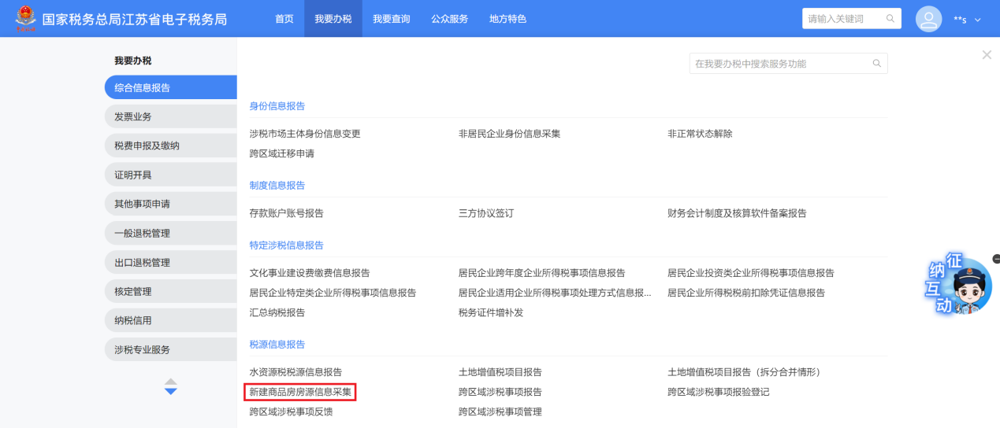 国家税务总局江苏省电子税务局 首页 我要办税 我要查询 公众服务 地方特色 请输入关键词 **s
我要办税
在我要办税中搜索服务功能
综合信息报告
发票业务
税费申报及缴纳
证明开具
其他事项申请
一般退税管理
出口退税管理
核定管理
纳税信用
涉税专业服务
身份信息报告
涉税市场主体身份信息变更 非居民企业身份信息采集 非正常状态解除
跨区域迁移申请
制度信息报告
存款账户账号报告 三方协议签订 财务会计制度及核算软件备案报告
特定涉税信息报告
文化事业建设费缴费信息报告 居民企业跨年度企业所得税事项信息报告 居民企业投资类企业所得税事项信息报告
居民企业特定类企业所得税事项信息报告 居民企业适用企业所得税事项处理方式信息报... 居民企业所得税税前扣除凭证信息报告
汇总纳税报告 税务证件增补发
税源信息报告
水资源税税源信息报告 土地增值税项目报告 土地增值税项目报告（拆分合并情形）
新建商品房房源信息采集 跨区域涉税事项报告 跨区域涉税事项报验登记
跨区域涉税事项反馈 跨区域涉税事项管理
征纳互动